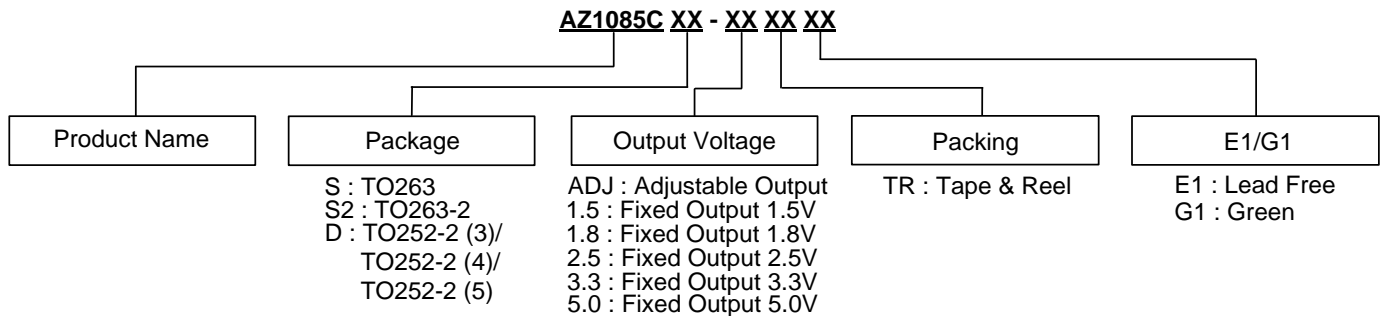 AZ1085C XX - XX XX XX
Product Name
Package
Output Voltage
Packing
E1/G1
S : TO263
S2 : TO263-2
D : TO252-2 (3)/
TO252-2 (4)/
TO252-2 (5)
ADJ : Adjustable Output
1.5 : Fixed Output 1.5V
1.8 : Fixed Output 1.8V
2.5 : Fixed Output 2.5V
3.3 : Fixed Output 3.3V
5.0 : Fixed Output 5.0V
TR : Tape & Reel
E1 : Lead Free
G1 : Green